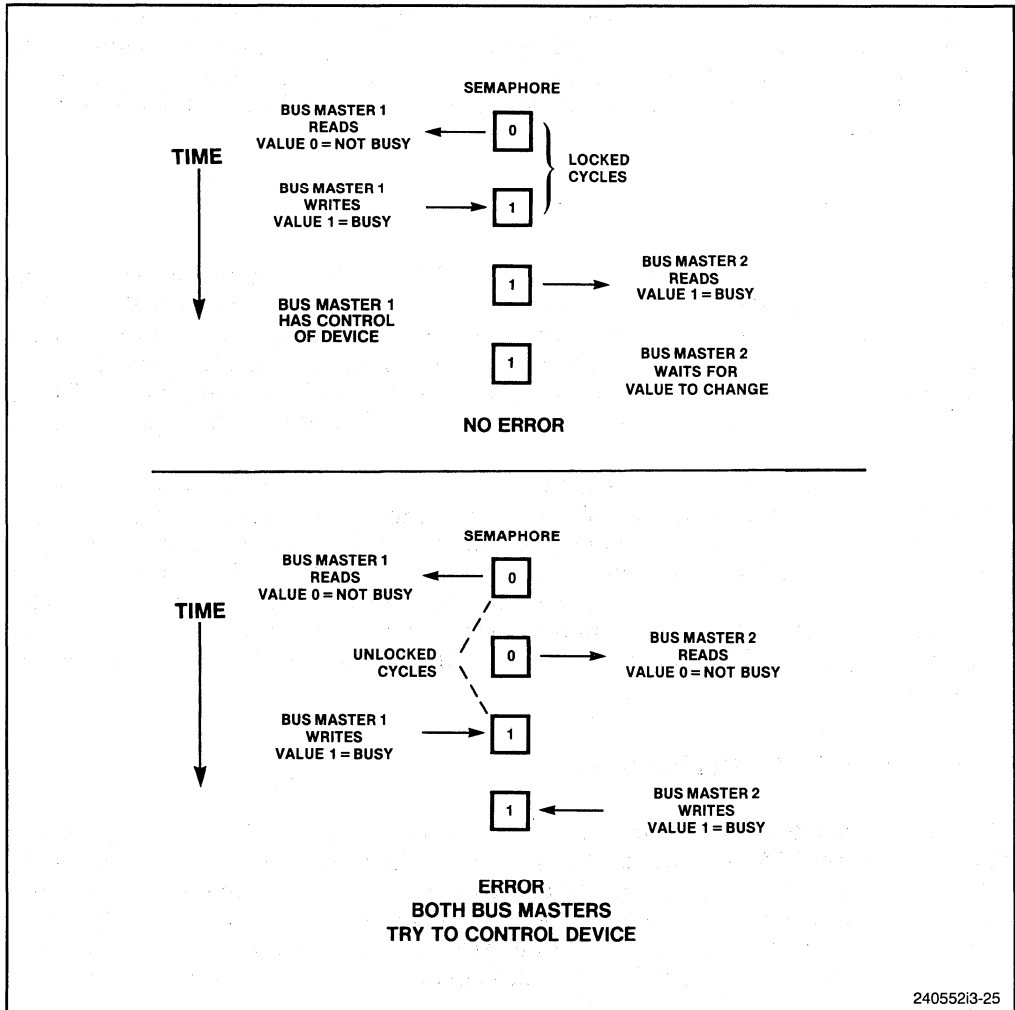 SEMAPHORE
BUS MASTER 1
READS
VALUE 0 = NOT BUSY
0
TIME
LOCKED
CYCLES
BUS MASTER 1
WRITES
VALUE 1 = BUSY
1
BUS MASTER 2
READS
VALUE 1 = BUSY
1
BUS MASTER 1
HAS CONTROL
OF DEVICE
1
BUS MASTER 2
WAITS FOR
VALUE TO CHANGE
NO ERROR
SEMAPHORE
BUS MASTER 1
READS
VALUE 0 = NOT BUSY
0
TIME
UNLOCKED
CYCLES
0
BUS MASTER 2
READS
VALUE 0 = NOT BUSY
BUS MASTER 1
WRITES
VALUE 1 = BUSY
1
1
BUS MASTER 2
WRITES
VALUE 1 = BUSY
ERROR
BOTH BUS MASTERS
TRY TO CONTROL DEVICE
240552i3-25